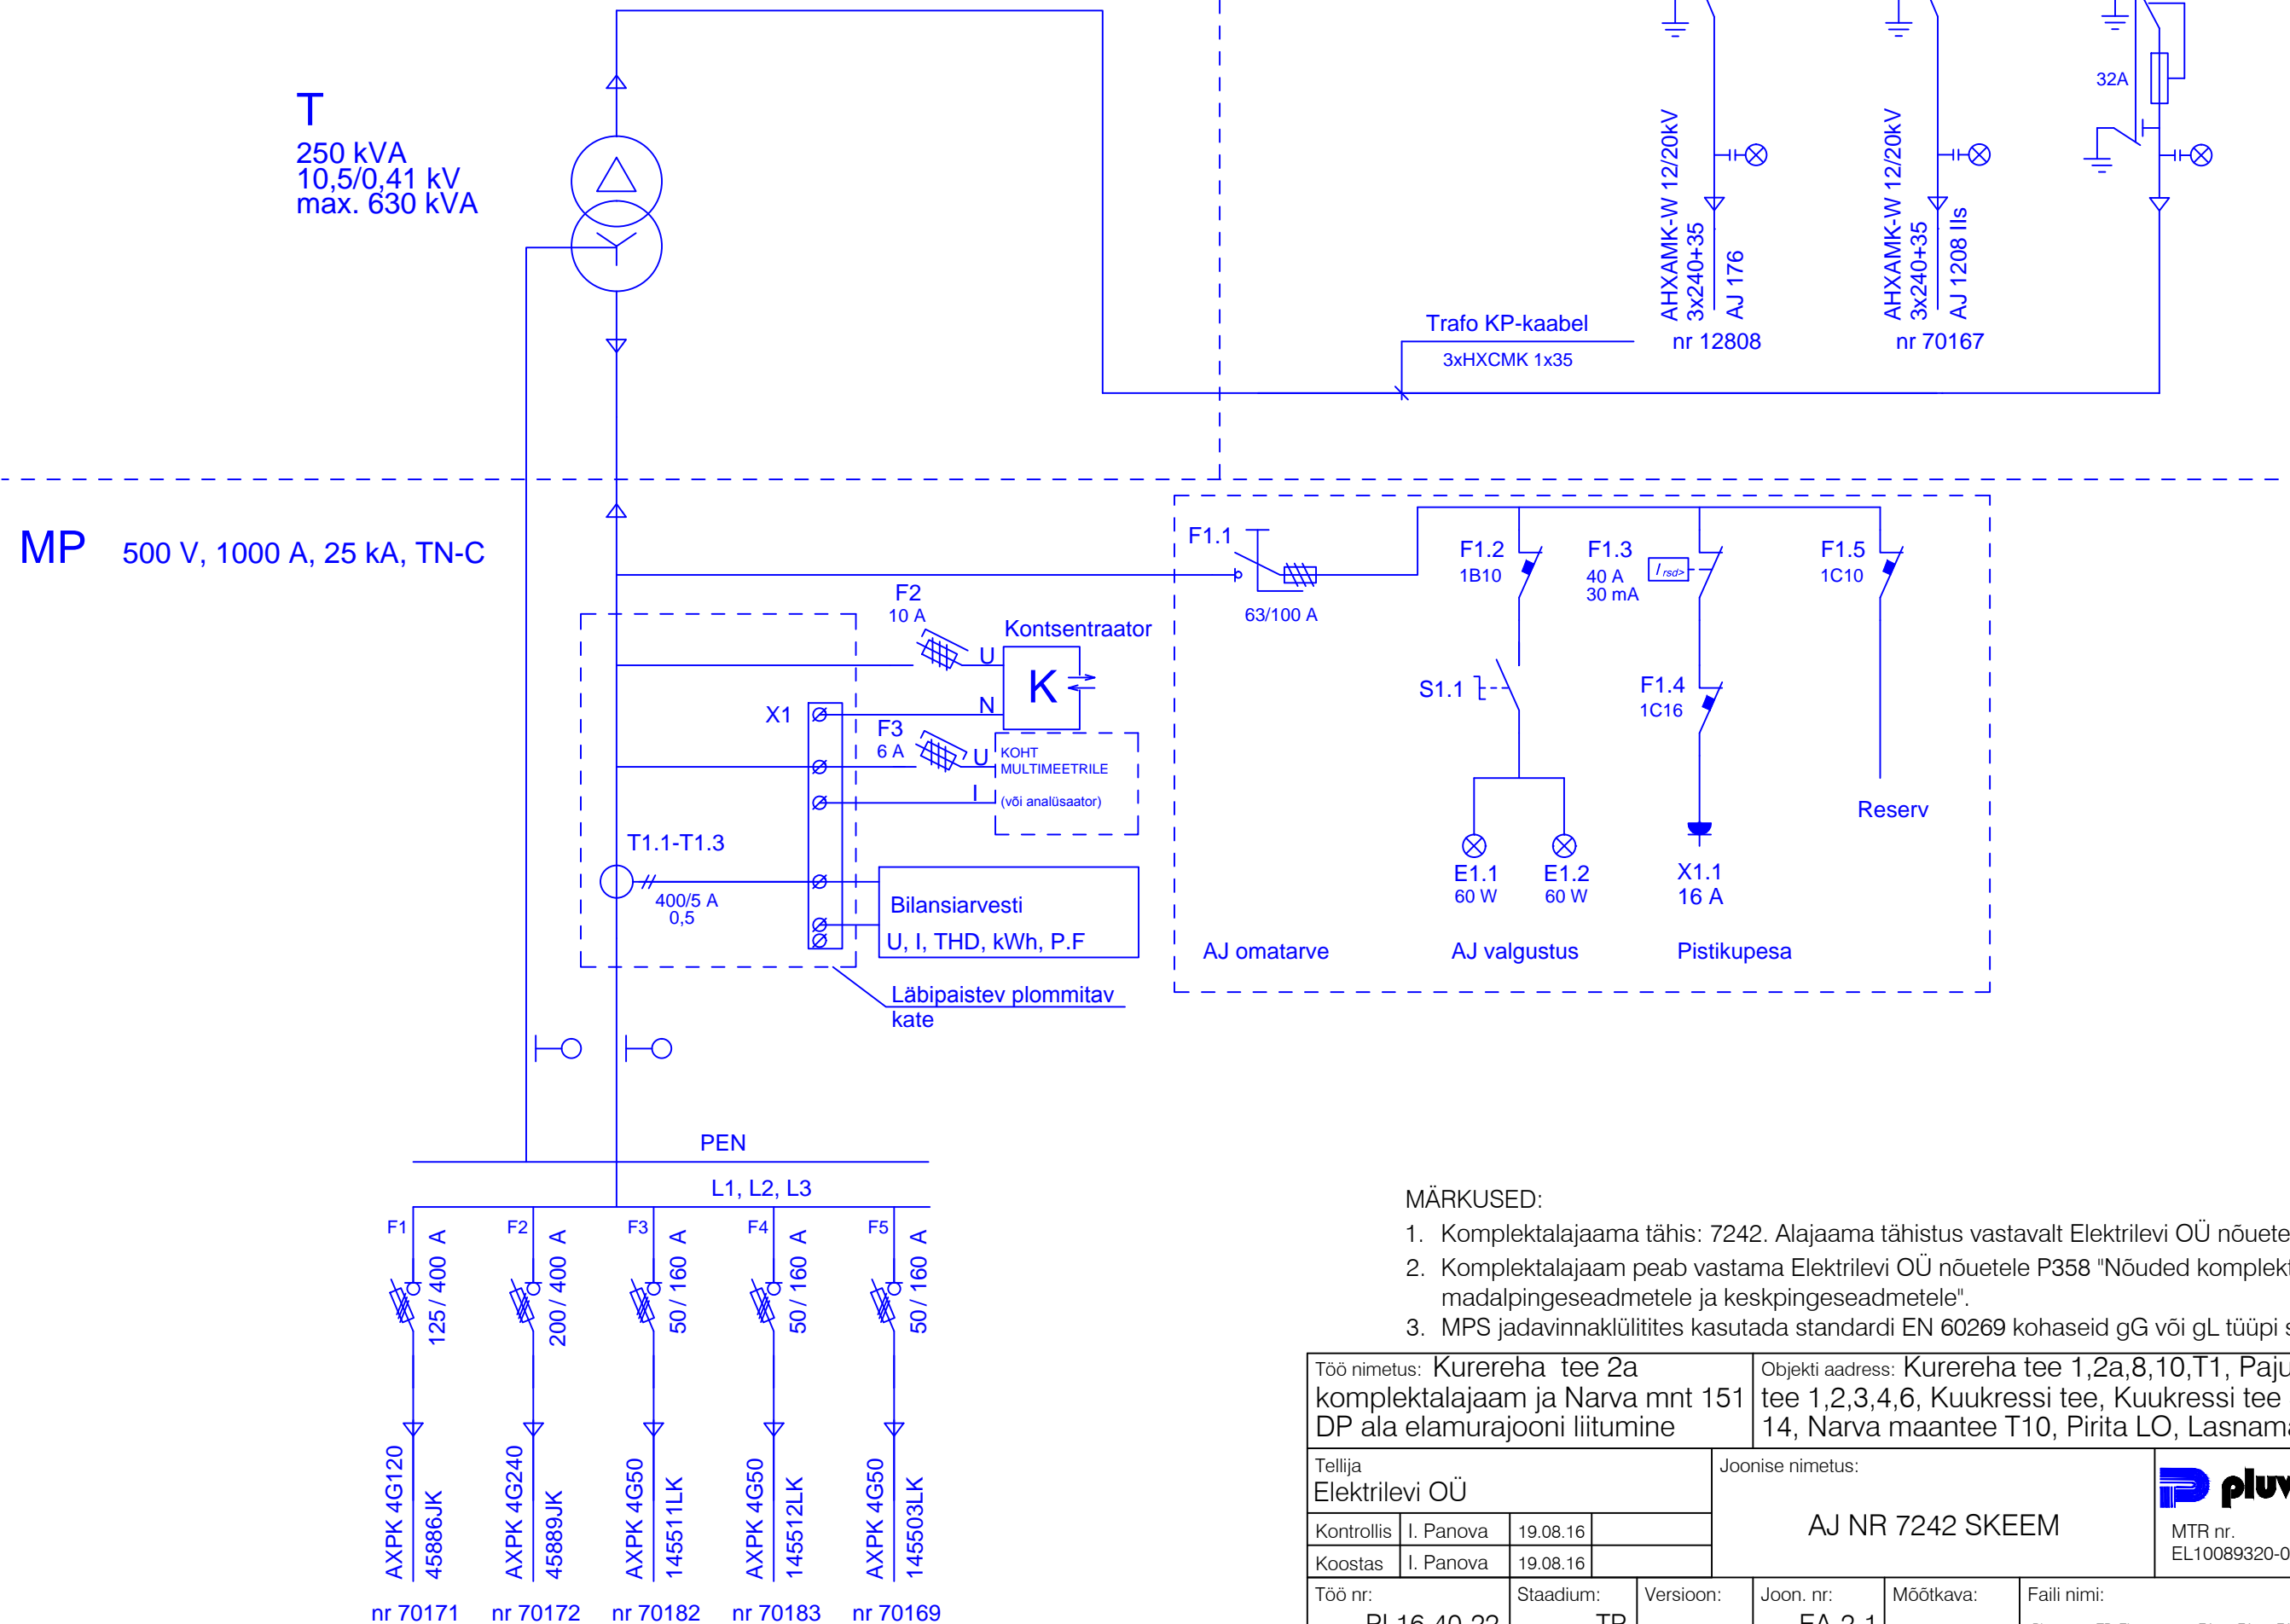 T
250 kVA
10,5/0,41 kV
max. 630 kVA
32A
AHXAMK-W 12/20kV
3x240+35
AJ 176
nr 12808
AHXAMK-W 12/20kV
3x240+35
AJ 1208 IIs
nr 70167
Trafo KP-kaabel
3xHXCMK 1x35
MP 500 V, 1000 A, 25 kA, TN-C
F1.1
63/100 A
F1.2
1B10
F1.3
40 A
30 mA
I rsd>
F1.5
1C10
F2
10 A
Kontsentraator
U
K
N
X1
F3
6 A
U
KOHT
MULTIMEETRILE
I
(või analüsaator)
S1.1
F1.4
1C16
Reserv
T1.1-T1.3
400/5 A
0,5
Bilansiarvesti
U, I, THD, kWh, P.F
E1.1
60 W
E1.2
60 W
X1.1
16 A
AJ omatarve
AJ valgustus
Pistikupesa
Läbipaistev plommitav
kate
PEN
L1, L2, L3
F1
125 / 400 A
F2
200 / 400 A
F3
50 / 160 A
F4
50 / 160 A
F5
50 / 160 A
AXPK 4G120
45886JK
AXPK 4G240
45889JK
AXPK 4G50
145511LK
AXPK 4G50
145512LK
AXPK 4G50
145503LK
nr 70171
nr 70172
nr 70182
nr 70183
nr 70169
MÄRKUSED:
1. Komplektalajaama tähis: 7242. Alajaama tähistus vastavalt Elektrilevi OÜ nõuete
2. Komplektalajaam peab vastama Elektrilevi OÜ nõuetele P358 "Nõuded komplekt
madalpingeseadmetele ja keskpingeseadmetele".
3. MPS jadavinnaklülitites kasutada standardi EN 60269 kohaseid gG või gL tüüpi s
Töö nimetus: Kurereha tee 2a
komplektalajaam ja Narva mnt 151
DP ala elamurajooni liitumine
Objekti aadress: Kurereha tee 1,2a,8,10,T1, Paju
tee 1,2,3,4,6, Kuukressi tee, Kuukressi tee
14, Narva maantee T10, Pirita LO, Lasnama
Tellija
Elektrilevi OÜ
Joonise nimetus:
AJ NR 7242 SKEEM
pluv
MTR nr.
EL10089320-0
Kontrollis I. Panova 19.08.16
Koostas I. Panova 19.08.16
Töö nr:
Staadium:
TP
Versioon:
Joon. nr:
Mõõtkava:
Faili nimi: